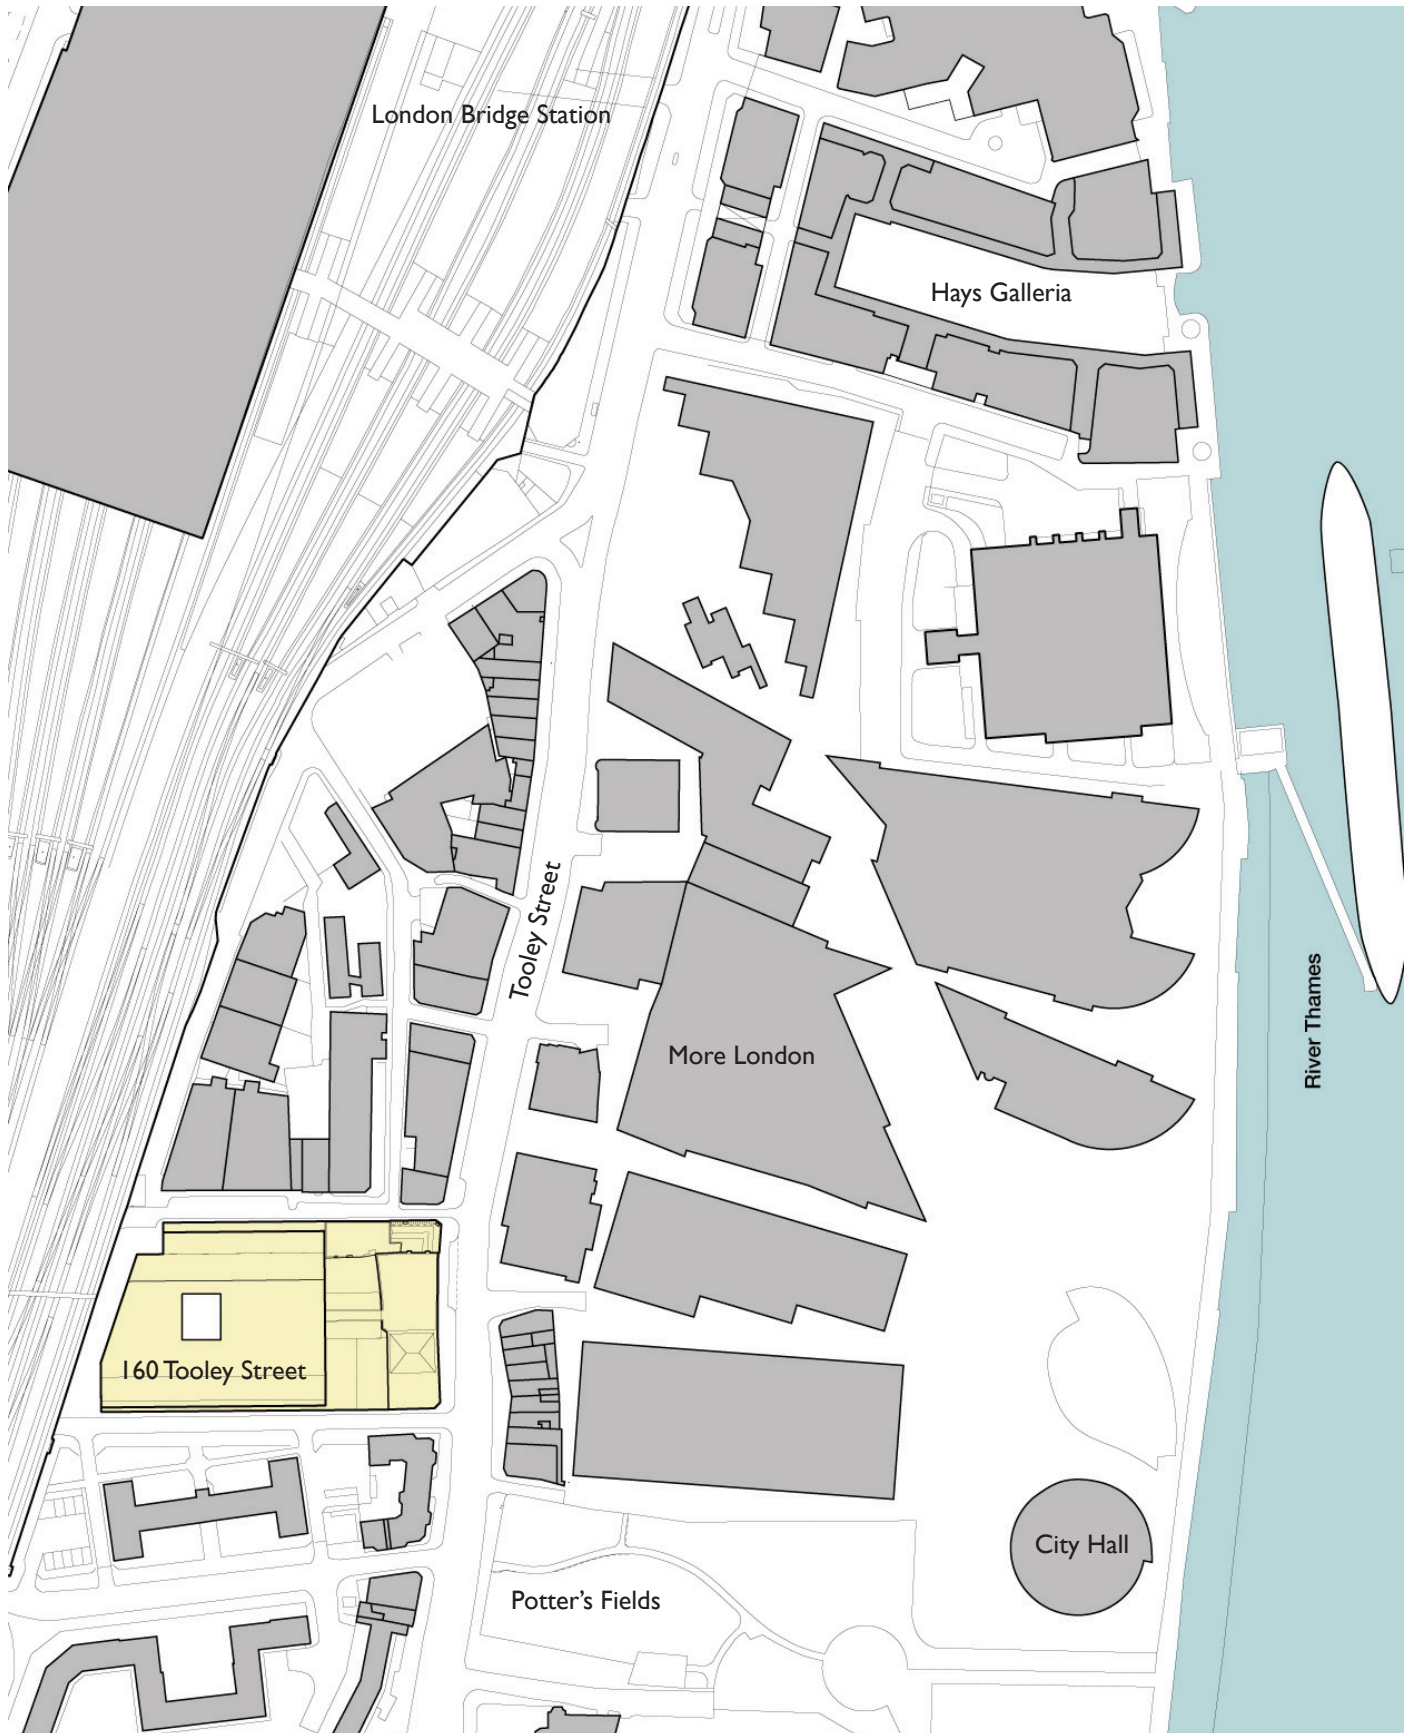 London Bridge Station
Hays Galleria
Tooley Street
River Thames
More London
160 Tooley Street
City Hall
Potter's Fields